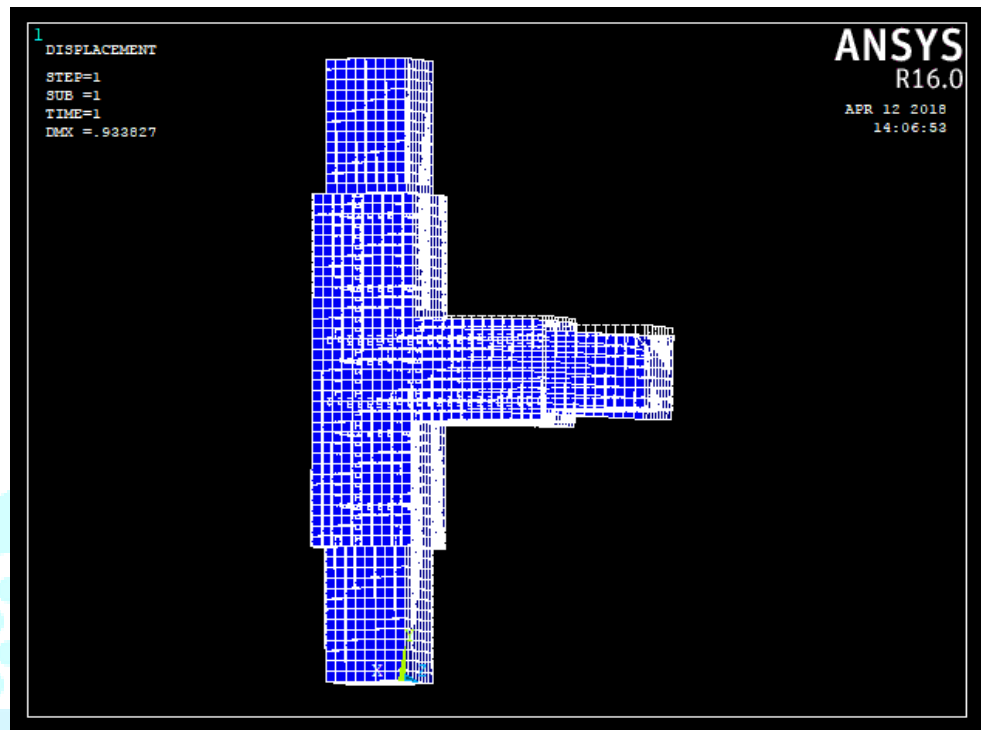 1
DISPLACEMENT
STEP=1
SUB =1
TIME=1
DMX =.933827
ANSYS
R16.0
APR 12 2018
14:06:53
X